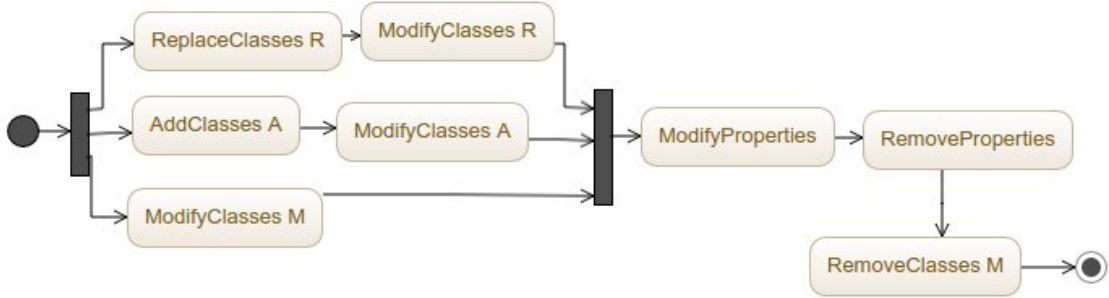 ReplaceClasses R
ModifyClasses R
AddClasses A
ModifyClasses A
ModifyClasses M
ModifyProperties
RemoveProperties
RemoveClasses M